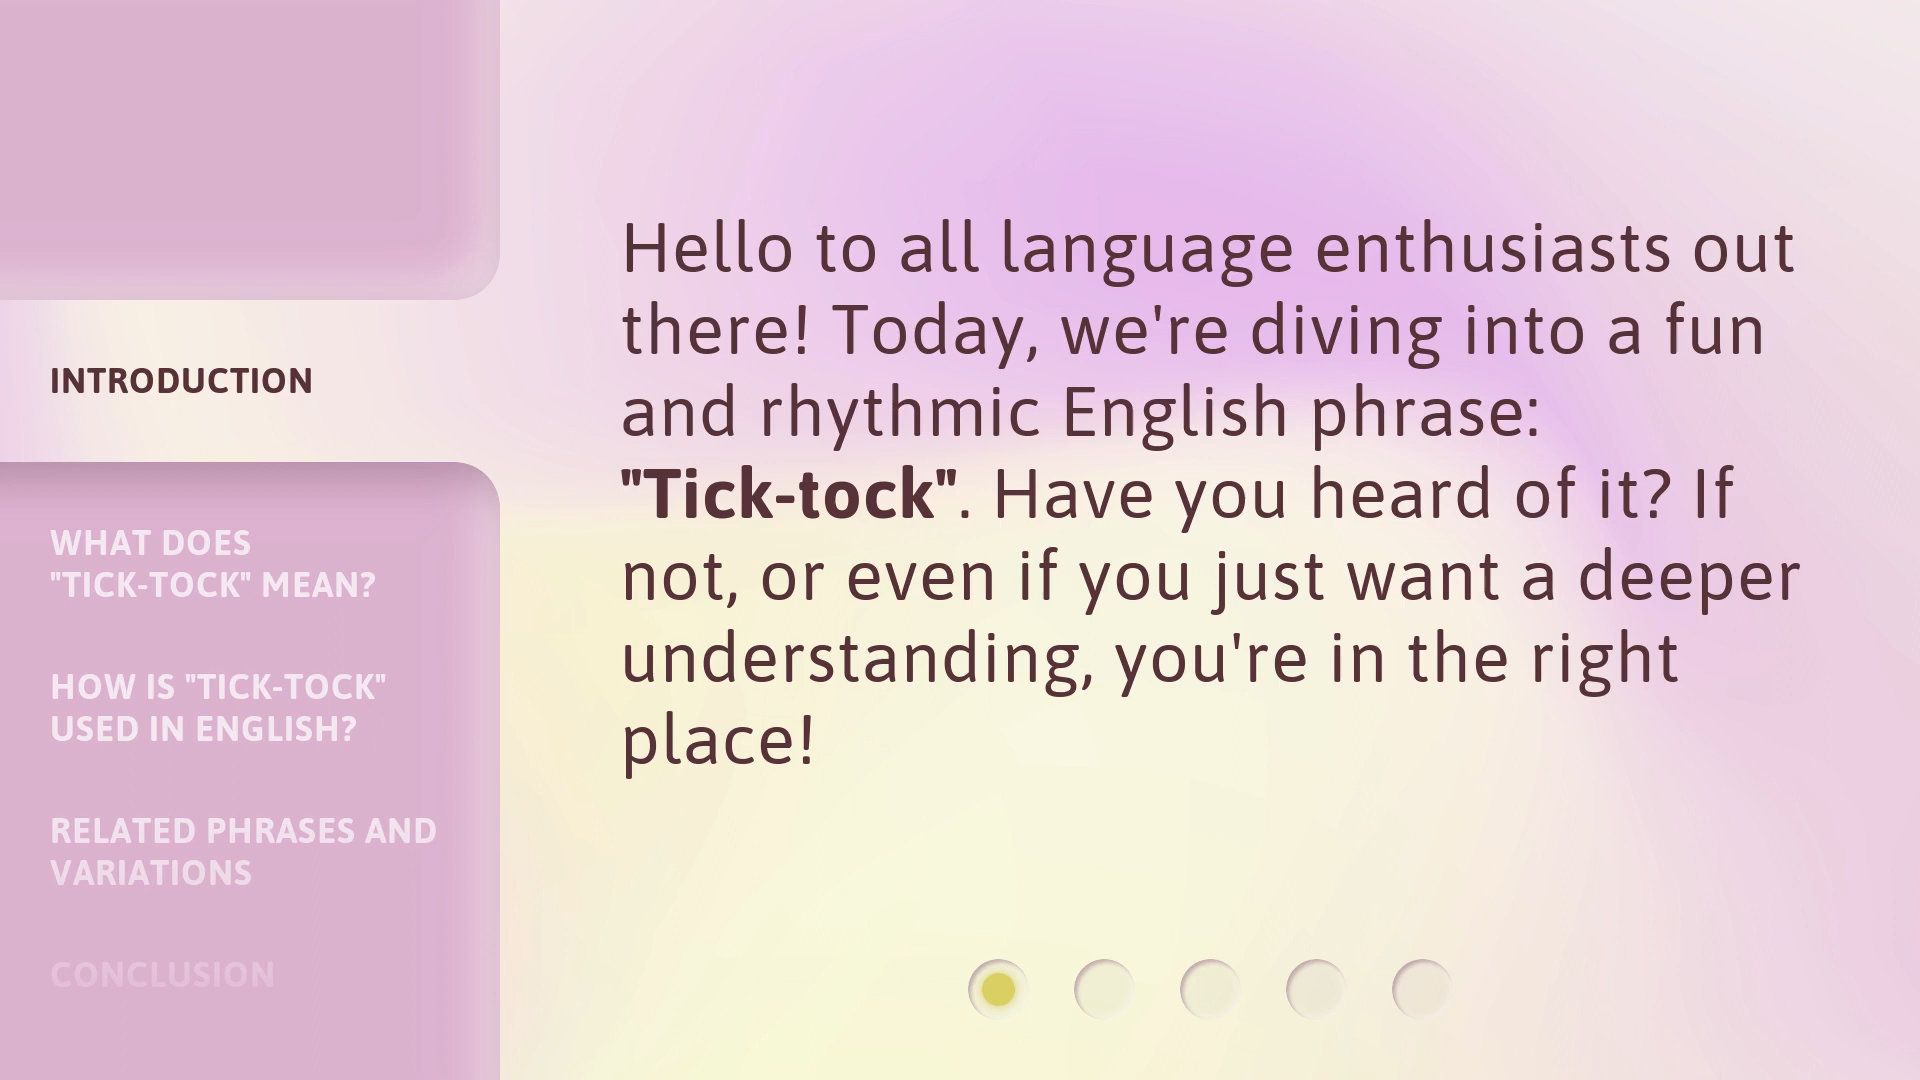 INTRODUCTION
WHAT DOES
"TICK-TOCK" MEAN?
HOW IS "TICK-TOCK"
USED IN ENGLISH?
RELATED PHRASES AND
VARIATIONS
CONCLUSION
Hello to all language enthusiasts out
there! Today, we're diving into a fun
and rhythmic English phrase:
"Tick-tock". Have you heard of it? If
not, or even if you just want a deeper
understanding, you're in the right
place!